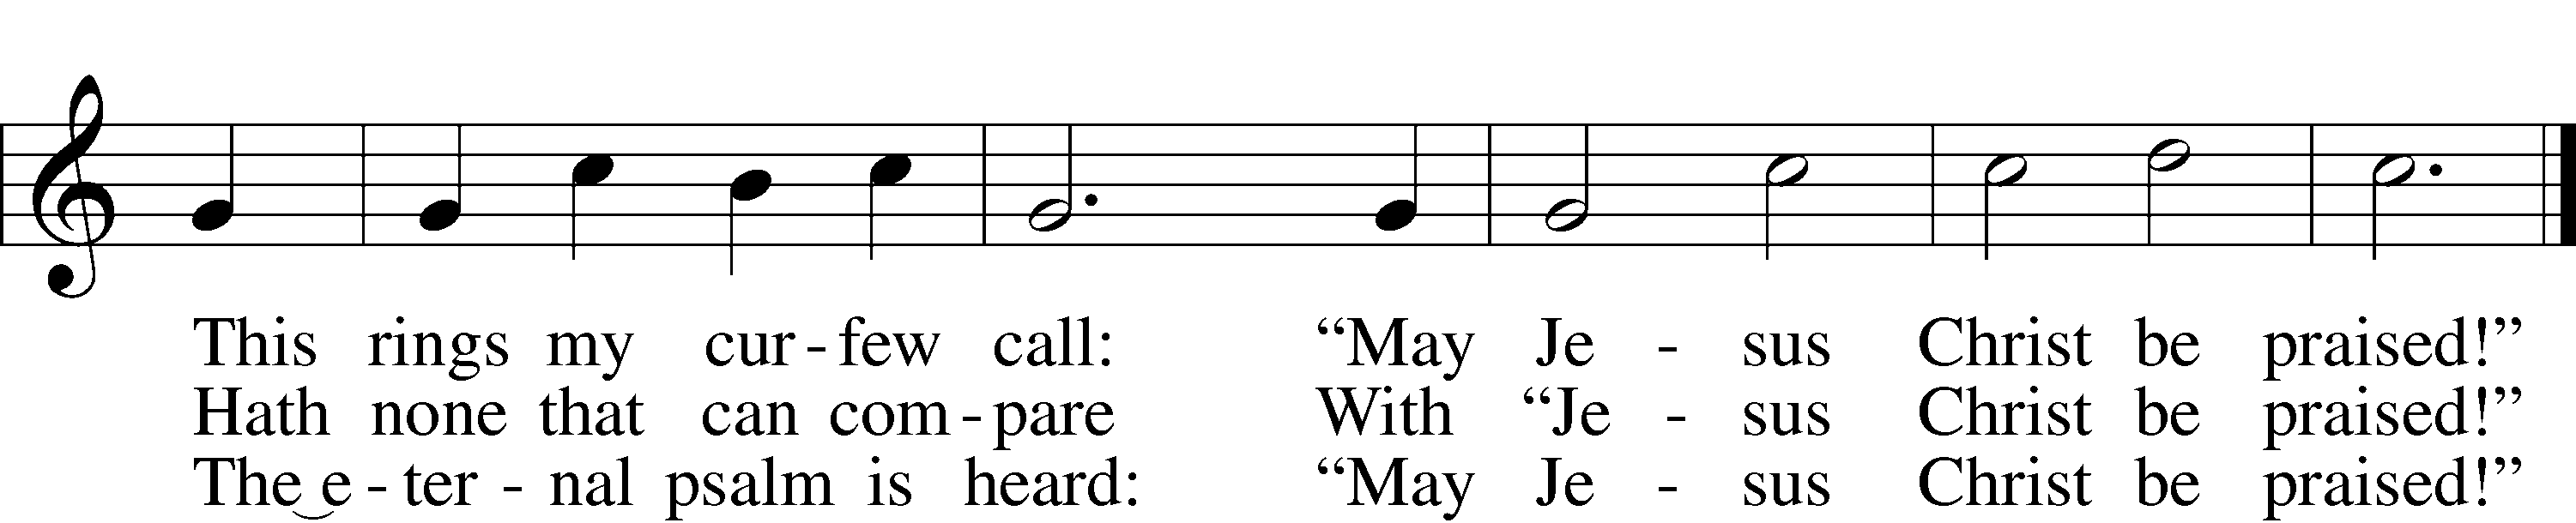 This rings my cur-few call: “May Je - sus Christ be praised!”
Hath none that can com-pare With “Je - sus Christ be praised!”
The e-ter - nal psalm is heard: “May Je - sus Christ be praised!”